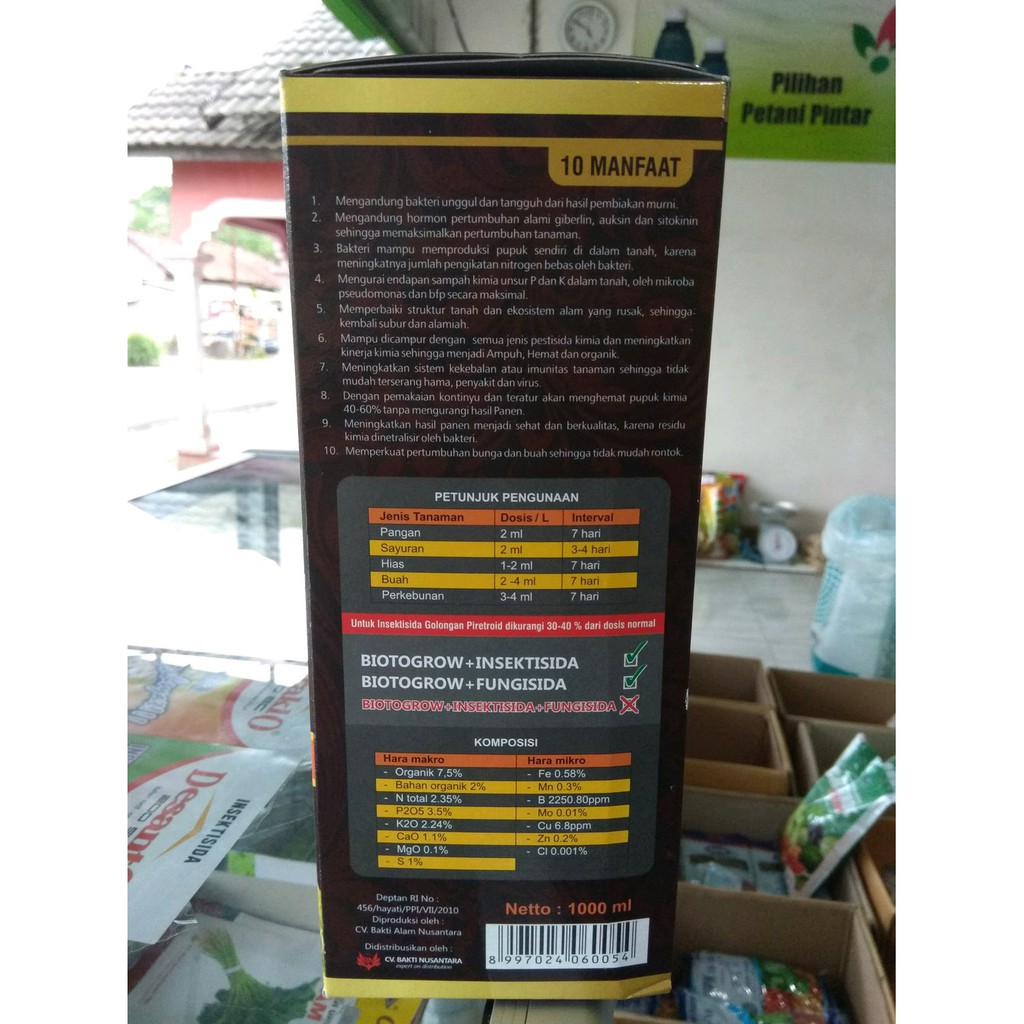 Pilihan
Petani Pintar
10 MANFAAT
1. Mengandung bakteri unggul dan tangguh dari hasil pembiakan murni.
2. Mengandung hormon pertumbuhan alami giberlin, auksin dan sitokinin
sehingga memaksimalkan pertumbuhan tanaman.
3. Bakteri mampu memproduksi pupuk sendiri di dalam tanah, karena
meningkatnya jumlah pengikatan nitrogen bebas oleh bakteri.
4. Mengurai endapan sampah kimia unsur P dan K dalam tanah, oleh mikroba
pseudomonas dan bfp secara maksimal.
5. Memperbaiki struktur tanah dan ekosistem alam yang rusak, sehingga
kembali subur dan alamiah.
6. Mampu dicampur dengan semua jenis pestisida kimia dan meningkatkan
kinerja kimia sehingga menjadi Ampuh, Hemat dan organik.
7. Meningkatkan sistem kekebalan atau imunitas tanaman sehingga tidak
mudah terserang hama, penyakit dan virus.
8. Dengan pemakaian kontinyu dan teratur akan menghemat pupuk kimia
40-60% tanpa mengurangi hasil Panen.
9. Meningkatkan hasil panen menjadi sehat dan berkualitas, karena residu
kimia dinetralisir oleh bakteri.
10. Memperkuat pertumbuhan bunga dan buah sehingga tidak mudah rontok.
PETUNJUK PENGUNAAN
Jenis Tanaman Dosis / L Interval
Pangan 2 ml 7 hari
Sayuran 2 ml 3-4 hari
Hias 1-2 ml 7 hari
Buah 2 -4 ml 7 hari
Perkebunan 3-4 ml 7 hari
Untuk Insektisida Golongan Piretroid dikurangi 30-40 % dari dosis normal
BIOTOGROW+INSEKTISIDA
BIOTOGROW+FUNGISIDA
BIOTOGROW+INSEKTISIDA+FUNGISIDA
KOMPOSISI
Hara makro Hara mikro
- Organik 7,5% - Fe 0.58%
- Bahan organik 2% - Mn 0.3%
- N total 2.35% - B 2250.80ppm
- P2O5 3.5% - Mo 0.01%
- K2O 2.24% - Cu 6.8ppm
- CaO 1.1% - Zn 0.2%
- MgO 0.1% - Cl 0.001%
- S 1%
Deptan RI No :
456/hayati/PPI/VII/2010
Diproduksi oleh :
CV. Bakti Alam Nusantara
Didistribusikan oleh :
CV. BAKTI NUSANTARA
expert on distribution
Netto : 1000 ml
8 997024 060054
INSEKTISIDA